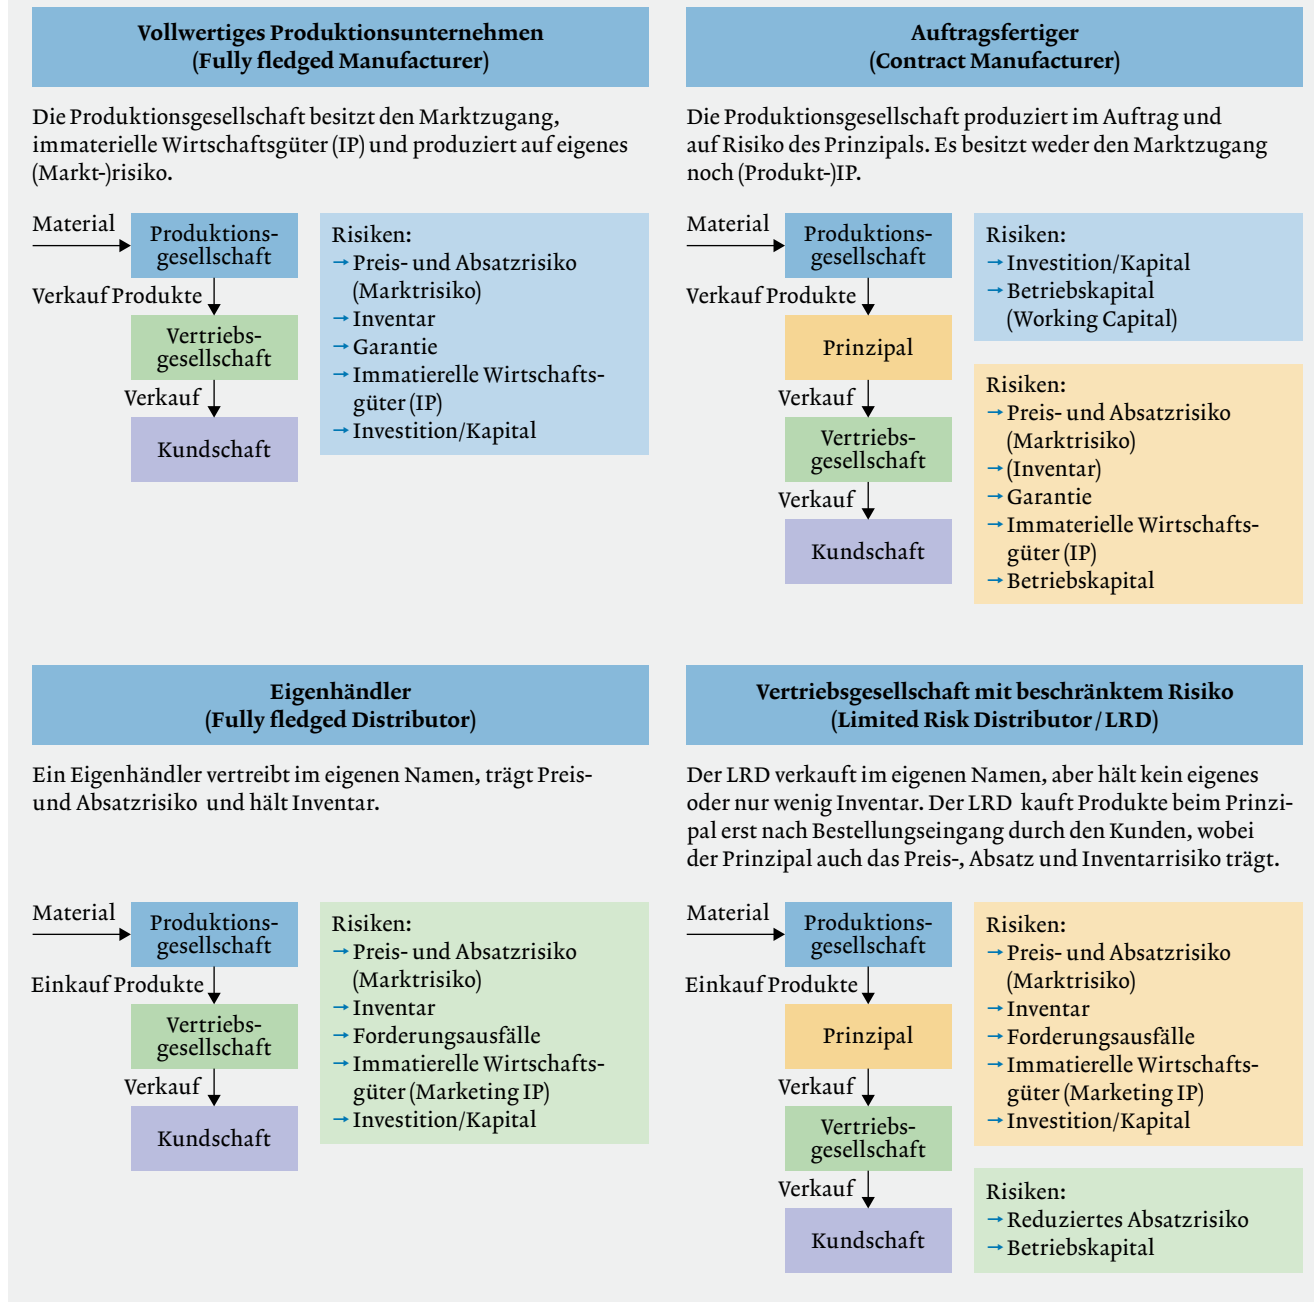 Vollwertiges Produktionsunternehmen
(Fully fledged Manufacturer)
Die Produktionsgesellschaft besitzt den Marktzugang,
immaterielle Wirtschaftsgüter (IP) und produziert auf eigenes
(Markt-)risiko.
Material
Produktions-
gesellschaft
Verkauf Produkte
Vertriebs-
gesellschaft
Verkauf
Kundschaft
Risiken:
→ Preis- und Absatzrisiko
(Marktrisiko)
→ Inventar
→ Garantie
→ Immatierelle Wirtschafts-
güter (IP)
→ Investition/Kapital
Auftragsfertiger
(Contract Manufacturer)
Die Produktionsgesellschaft produziert im Auftrag und
auf Risiko des Prinzipals. Es besitzt weder den Marktzugang
noch (Produkt-)IP.
Material
Produktions-
gesellschaft
Verkauf Produkte
Prinzipal
Verkauf
Vertriebs-
gesellschaft
Verkauf
Kundschaft
Risiken:
→ Investition/Kapital
→ Betriebskapital
(Working Capital)
Risiken:
→ Preis- und Absatzrisiko
(Marktrisiko)
→ (Inventar)
→ Garantie
→ Immaterielle Wirtschafts-
güter (IP)
→ Betriebskapital
Eigenhändler
(Fully fledged Distributor)
Ein Eigenhändler vertreibt im eigenen Namen, trägt Preis-
und Absatzrisiko und hält Inventar.
Material
Produktions-
gesellschaft
Einkauf Produkte
Vertriebs-
gesellschaft
Verkauf
Kundschaft
Risiken:
→ Preis- und Absatzrisiko
(Marktrisiko)
→ Inventar
→ Forderungsausfälle
→ Immatierelle Wirtschafts-
güter (Marketing IP)
→ Investition/Kapital
Vertriebsgesellschaft mit beschränktem Risiko
(Limited Risk Distributor / LRD)
Der LRD verkauft im eigenen Namen, aber hält kein eigenes
oder nur wenig Inventar. Der LRD kauft Produkte beim Prinzi-
pal erst nach Bestellungseingang durch den Kunden, wobei
der Prinzipal auch das Preis-, Absatz und Inventarrisiko trägt.
Material
Produktions-
gesellschaft
Einkauf Produkte
Prinzipal
Verkauf
Vertriebs-
gesellschaft
Verkauf
Kundschaft
Risiken:
→ Preis- und Absatzrisiko
(Marktrisiko)
→ Inventar
→ Forderungsausfälle
→ Immatierelle Wirtschafts-
güter (Marketing IP)
→ Investition/Kapital
Risiken:
→ Reduziertes Absatzrisiko
→ Betriebskapital